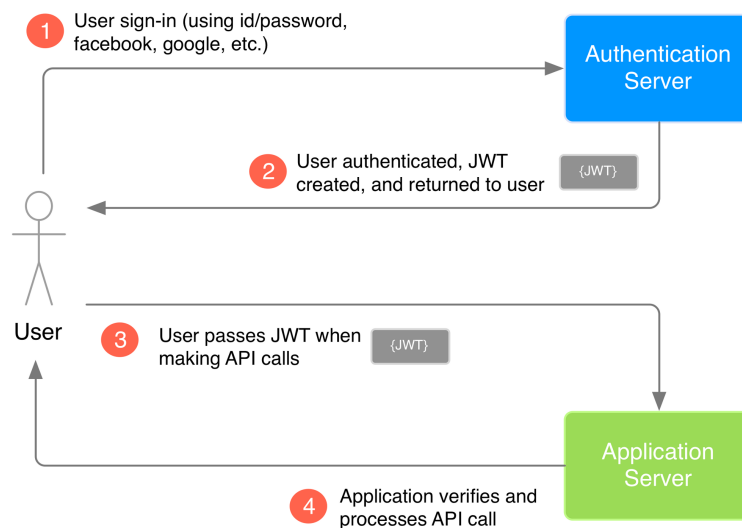 1
User sign-in (using id/password,
facebook, google, etc.)
Authentication
Server
2
User authenticated, JWT
created, and returned to user
{JWT}
User
3
User passes JWT when
making API calls
{JWT}
Application
Server
4
Application verifies and
processes API call